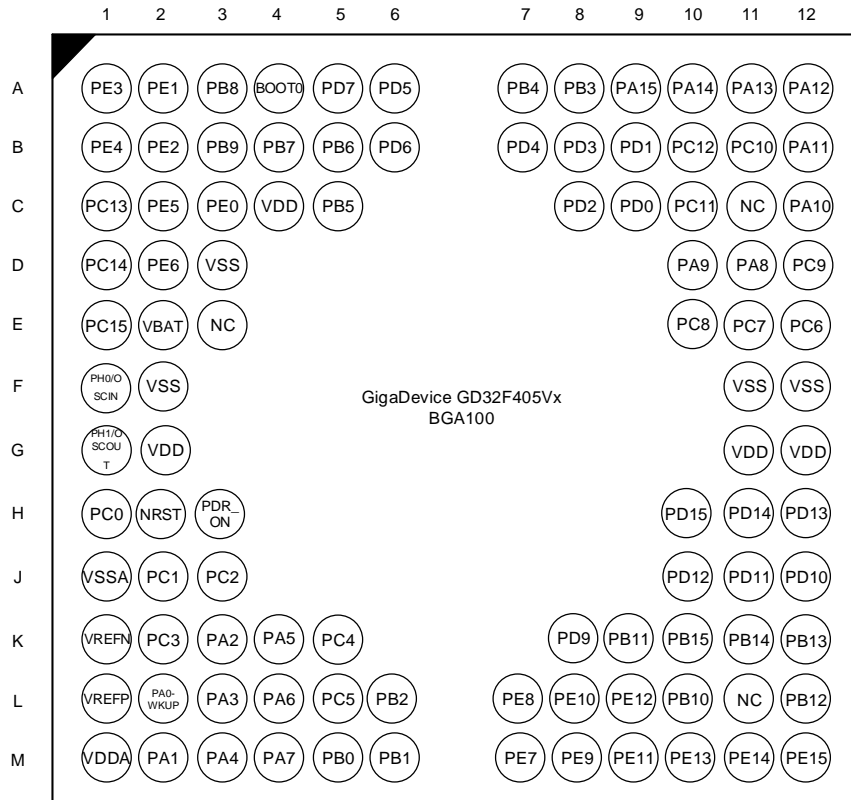 1 2 3 4 5 6 7 8 9 10 11 12
A PE3 PE1 PB8 BOOT0 PD7 PD5 PB4 PB3 PA15 PA14 PA13 PA12
B PE4 PE2 PB9 PB7 PB6 PD6 PD4 PD3 PD1 PC12 PC10 PA11
C PC13 PE5 PE0 VDD PB5 PD2 PD0 PC11 NC PA10
D PC14 PE6 VSS PA9 PA8 PC9
E PC15 VBAT NC PC8 PC7 PC6
F PH0/O
SCIN VSS VSS VSS
GigaDevice GD32F405Vx
BGA100
G PH1/O
SCOU
T VDD VDD VDD
H PC0 NRST PDR_
ON PD15 PD14 PD13
J VSSA PC1 PC2 PD12 PD11 PD10
K VREFN PC3 PA2 PA5 PC4 PD9 PB11 PB15 PB14 PB13
L VREFP PA0-
WKUP PA3 PA6 PC5 PB2 PE8 PE10 PE12 PB10 NC PB12
M VDDA PA1 PA4 PA7 PB0 PB1 PE7 PE9 PE11 PE13 PE14 PE15